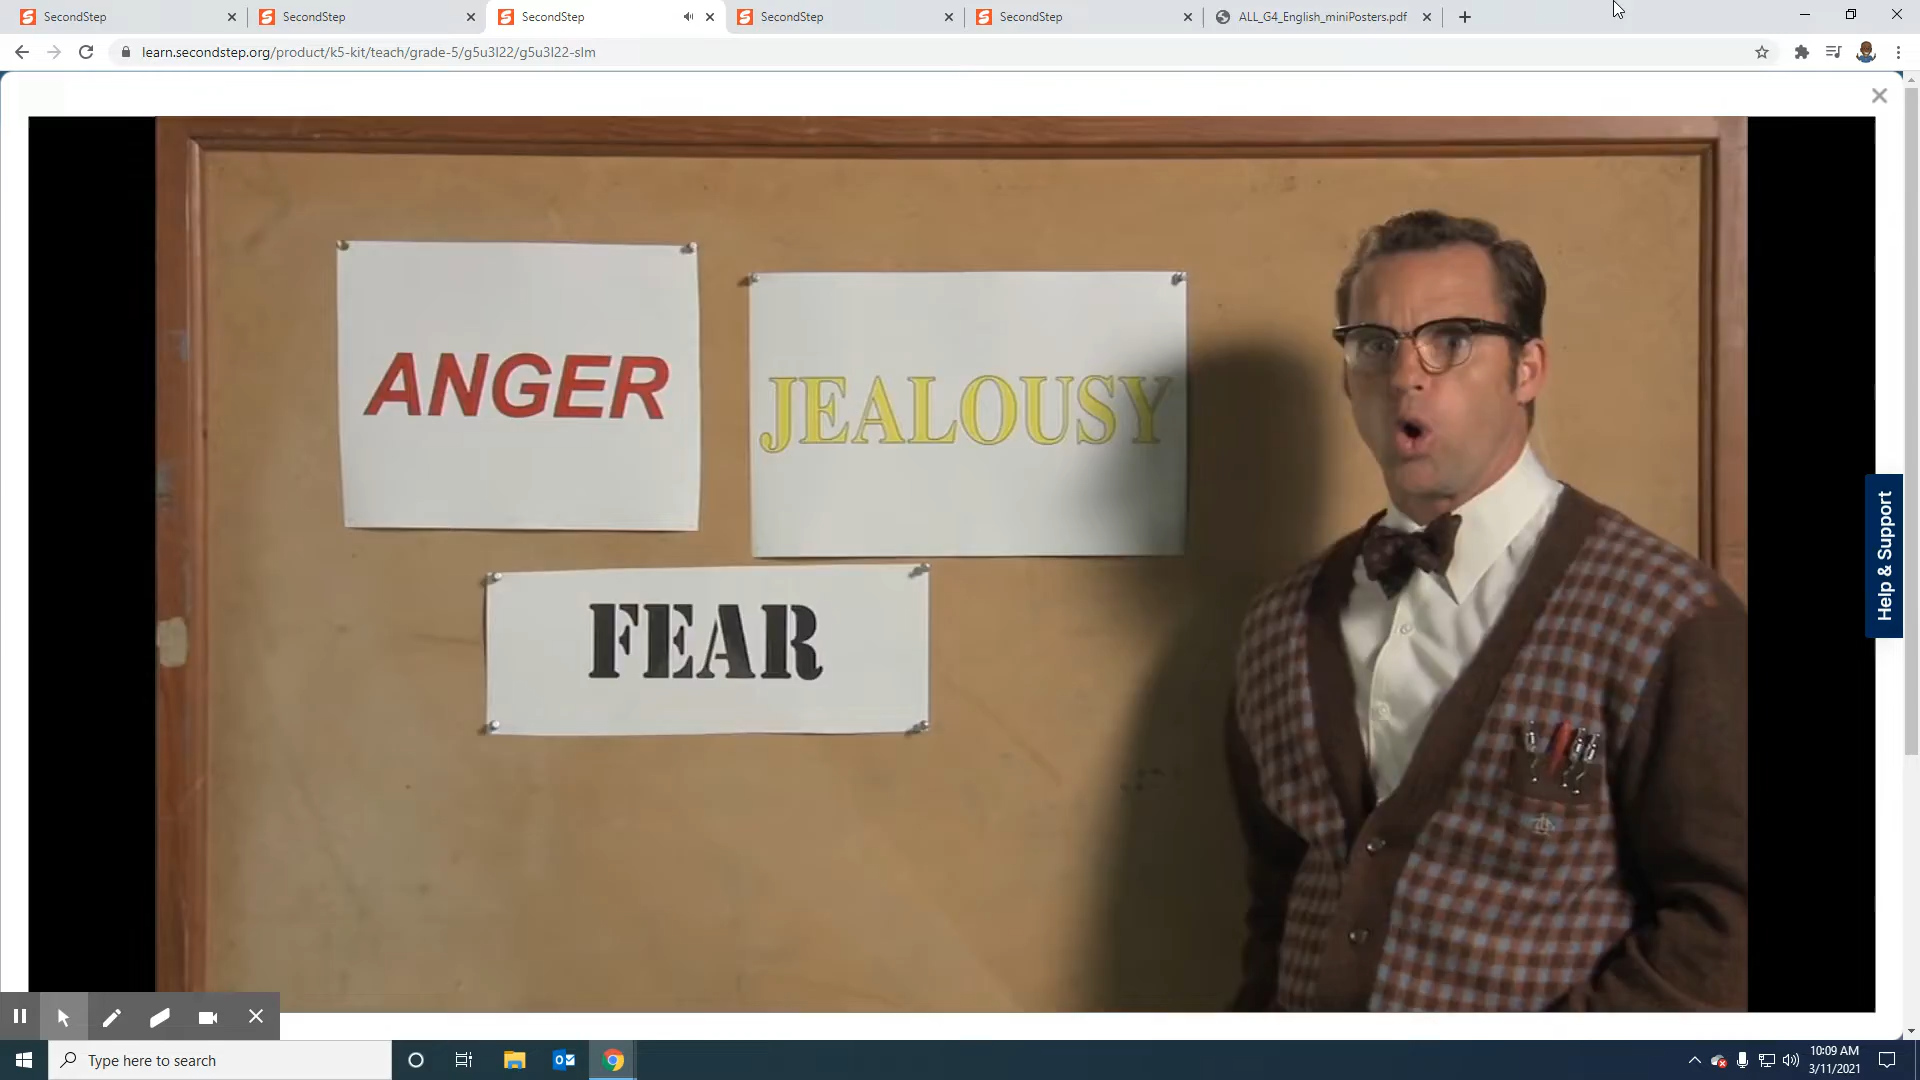 SecondStep
SecondStep
SecondStep
SecondStep
SecondStep
ALL_G4_English_miniPosters.pdf
learn.secondstep.org/product/k5-kit/teach/grade-5/g5u3l22/g5u3l22-slm
ANGER
JEALOUSY
FEAR
Help & Support
Type here to search
10:09 AM
3/11/2021